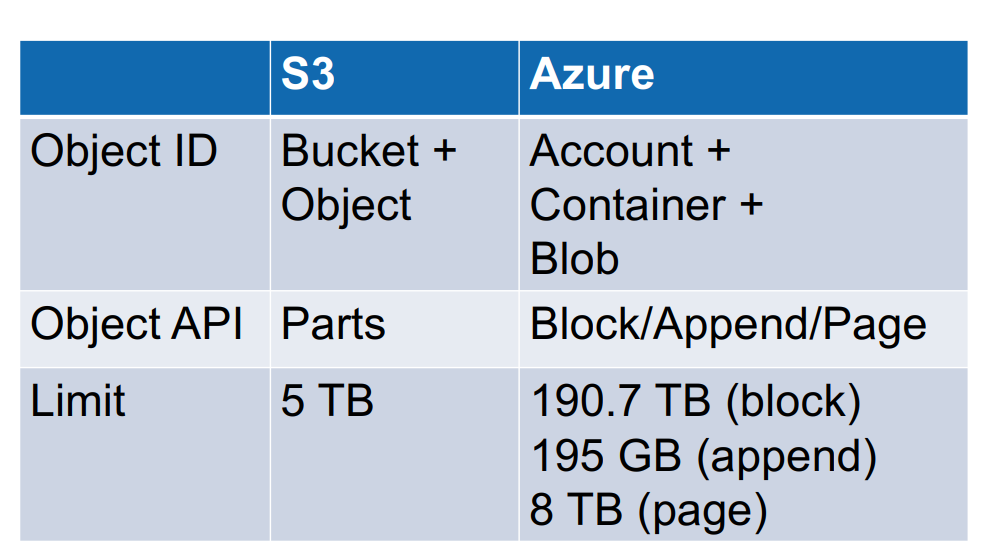 S3 Azure
Object ID Bucket + Account +
Object Container +
Blob
Object API Parts Block/Append/Page
Limit 5 TB 190.7 TB (block)
195 GB (append)
8 TB (page)